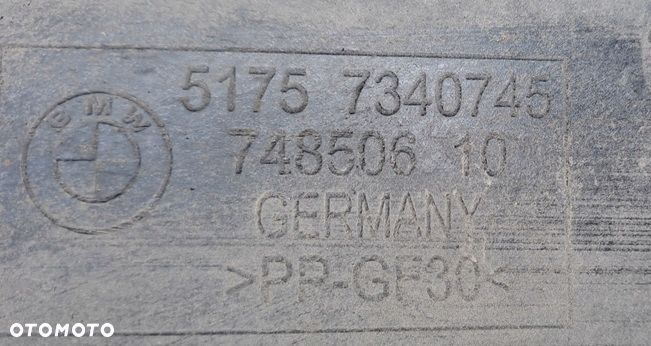 BMW
5175 7340745
748506 10
GERMANY
>PP-GF30<
OTOMOTO